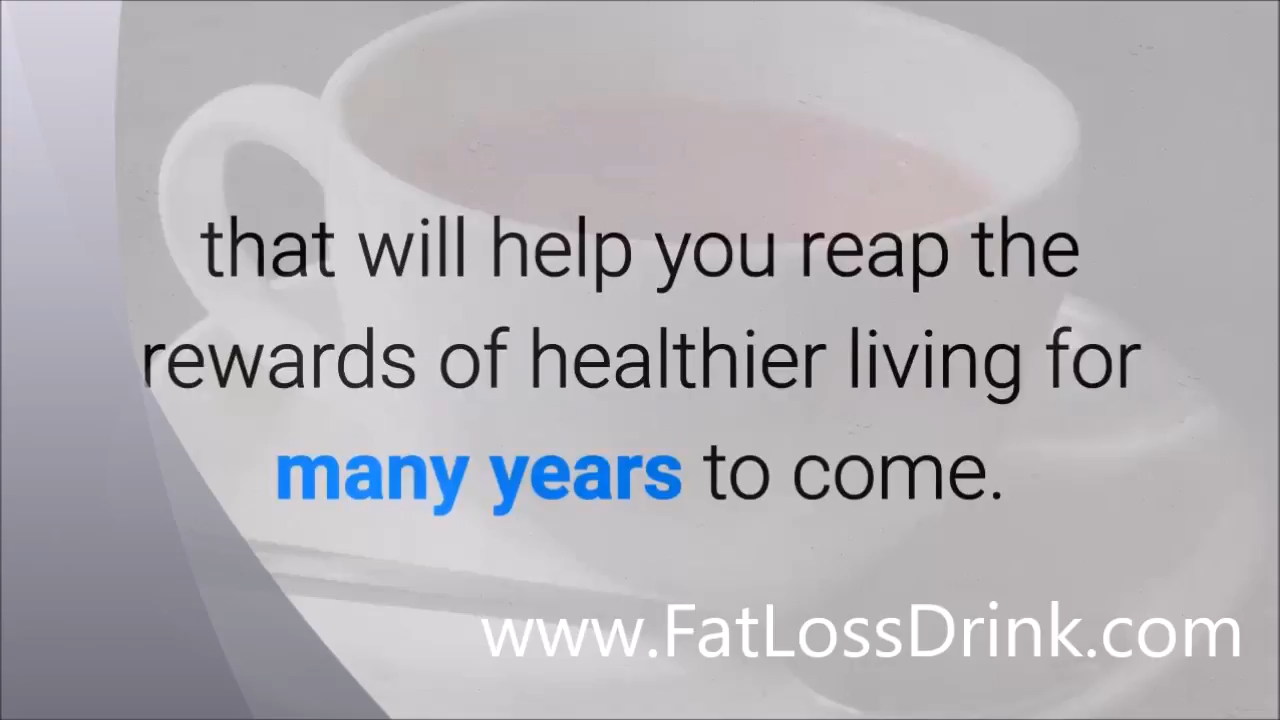 that will help you reap the
rewards of healthier living for
many years to come.
www.FatLossDrink.com